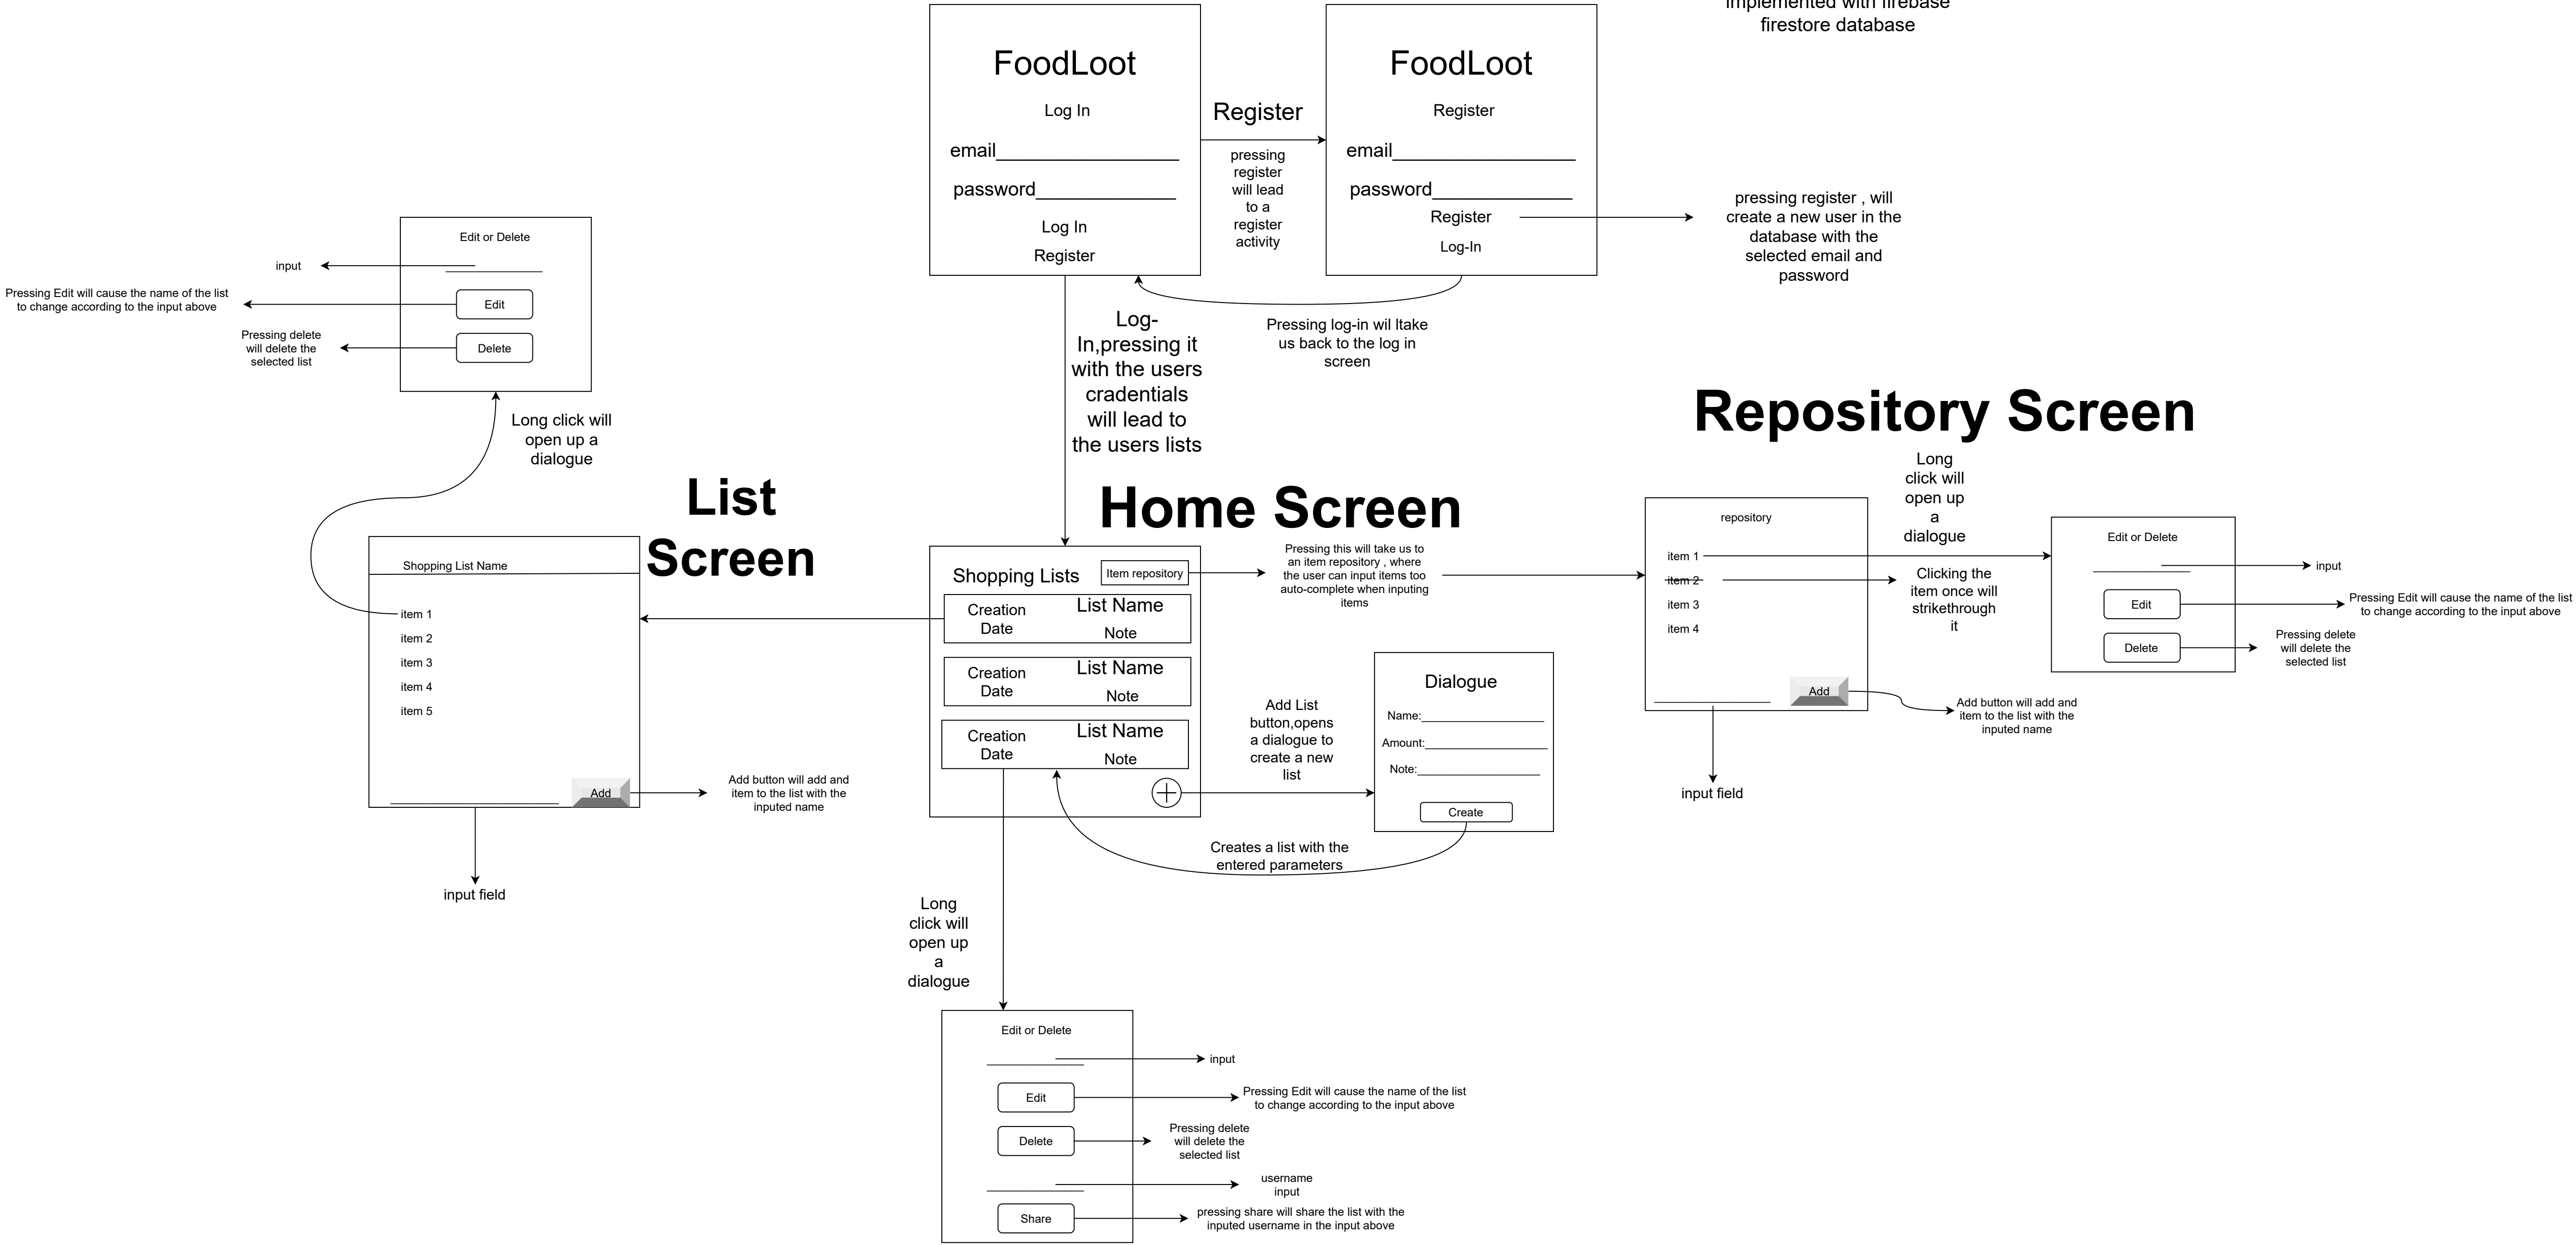 implemented with firebase
firestore database
FoodLoot
Log In
email
password
Log In
Register
Register
pressing
register
will lead
to a
register
activity
FoodLoot
Register
email
password
Register
Log-In
pressing register , will
create a new user in the
database with the
selected email and
password
Pressing log-in wil ltake
us back to the log in
screen
Log-
In,pressing it
with the users
cradentials
will lead to
the users lists
Edit or Delete
input
Edit
Pressing Edit will cause the name of the list
to change according to the input above
Delete
Pressing delete
will delete the
selected list
Long click will
open up a
dialogue
List
Screen
Shopping List Name
item 1
item 2
item 3
item 4
item 5
Add
Add button will add and
item to the list with the
inputed name
input field
Home Screen
Shopping Lists
Item repository
Pressing this will take us to
an item repository , where
the user can input items too
auto-complete when inputing
items
Creation
Date
List Name
Note
Creation
Date
List Name
Note
Creation
Date
List Name
Note
Add List
button,opens
a dialogue to
create a new
list
Dialogue
Name:
Amount:
Note:
Create
Creates a list with the
entered parameters
Long
click will
open up
a
dialogue
Edit or Delete
input
Edit
Pressing Edit will cause the name of the list
to change according to the input above
Delete
Pressing delete
will delete the
selected list
username
input
Share
pressing share will share the list with the
inputed username in the input above
Repository Screen
repository
item 1
item 2
item 3
item 4
Add
Long
click will
open up
a
dialogue
Clicking the
item once will
strikethrough
it
Add button will add and
item to the list with the
inputed name
input field
Edit or Delete
input
Edit
Pressing Edit will cause the name of the list
to change according to the input above
Delete
Pressing delete
will delete the
selected list